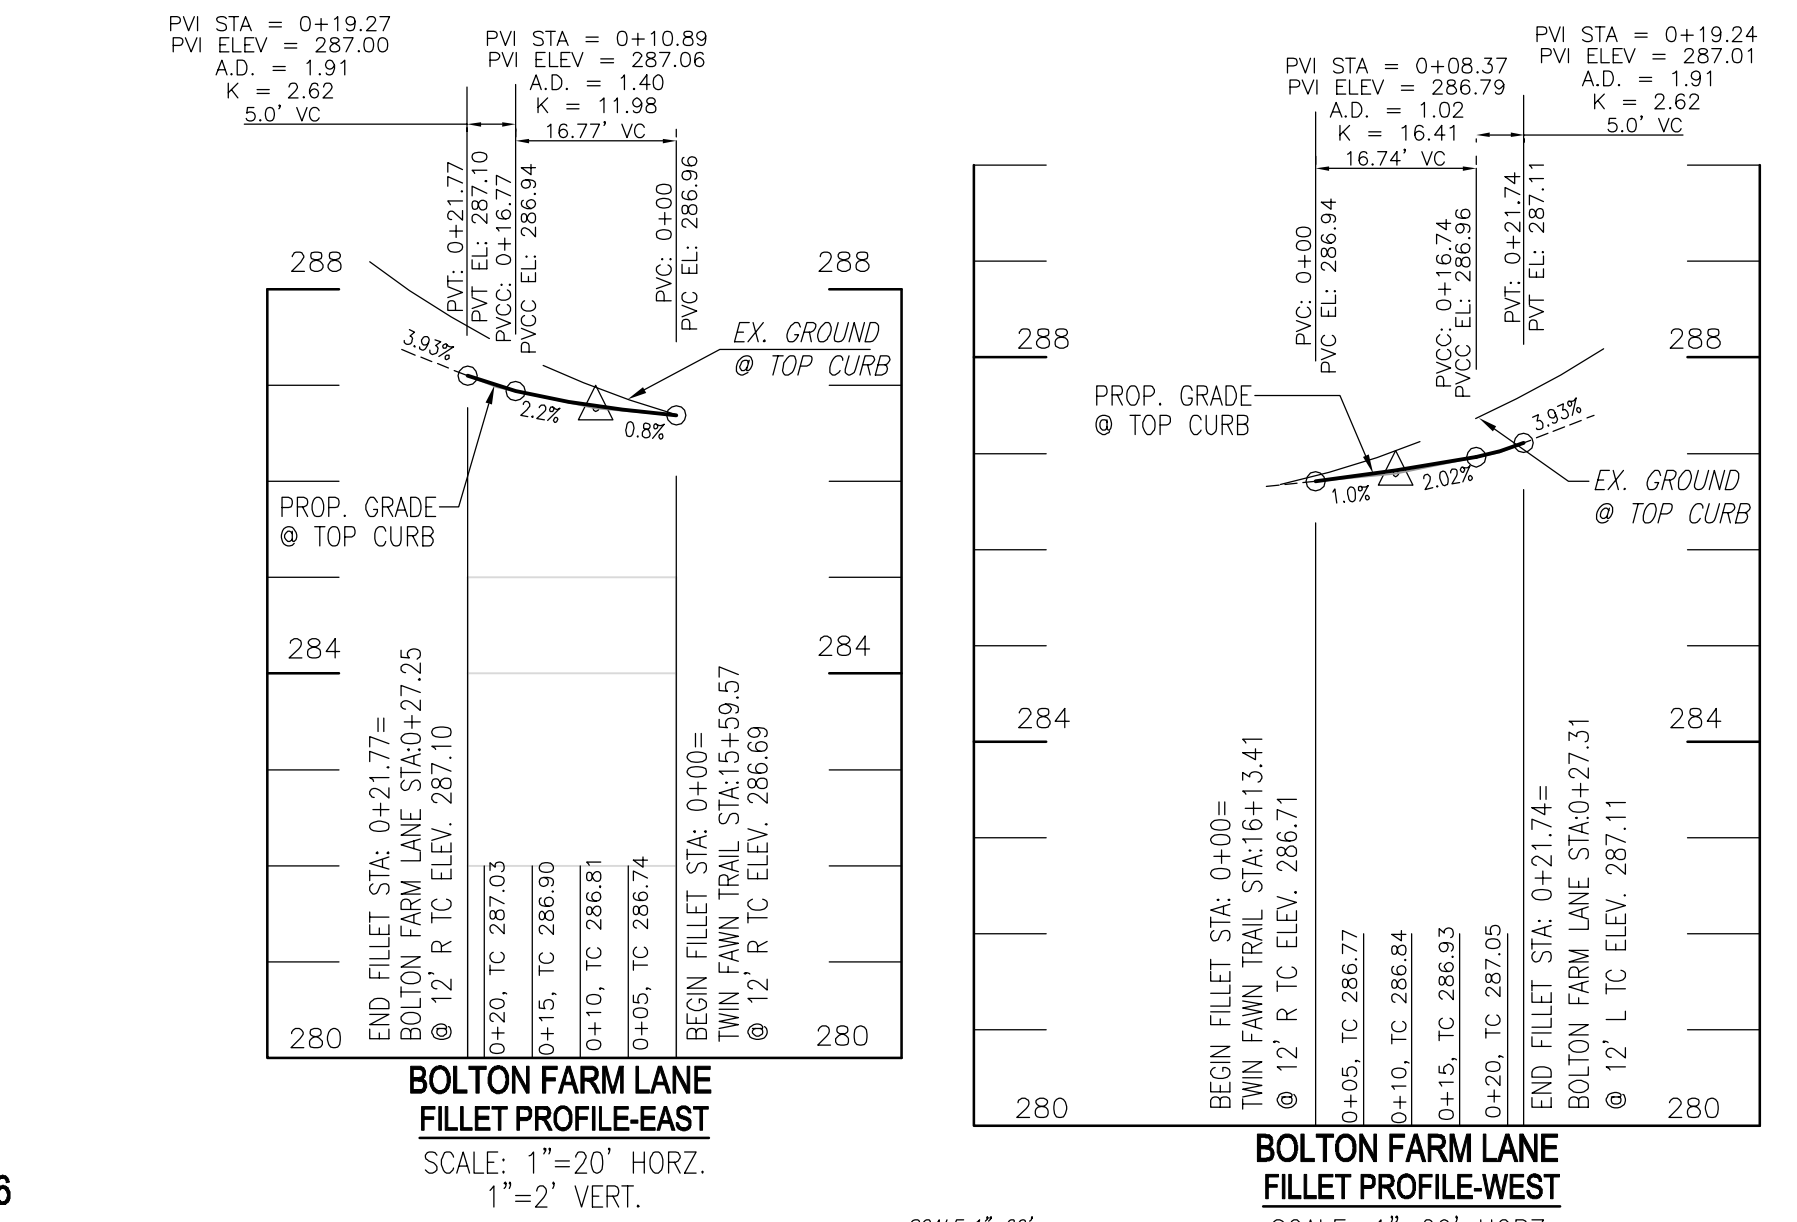 PVI STA = 0+19.27
PVI ELEV = 287.00
A.D. = 1.91
K = 2.62
5.0' VC
PVI STA = 0+10.89
PVI ELEV = 287.06
A.D. = 1.40
K = 11.98
16.77' VC
PVT: 0+21.77
PVT EL: 287.10
PVCC: 0+16.77
PVCC EL: 286.94
PVC: 0+00
PVC EL: 286.96
288
288
3.93%
2.2%
0.8%
EX. GROUND
@ TOP CURB
PROP. GRADE
@ TOP CURB
284
284
END FILLET STA: 0+21.77=
BOLTON FARM LANE STA:0+27.25
@ 12' R TC ELEV. 287.10
0+20, TC 287.03
0+15, TC 286.90
0+10, TC 286.81
0+05, TC 286.74
BEGIN FILLET STA: 0+00=
TWIN FAWN TRAIL STA:15+59.57
@ 12' R TC ELEV. 286.69
280
280
BOLTON FARM LANE
FILLET PROFILE-EAST
SCALE: 1"=20' HORZ.
1"=2' VERT.
6
PVI STA = 0+08.37
PVI ELEV = 286.79
A.D. = 1.02
K = 16.41
16.74' VC
PVI STA = 0+19.24
PVI ELEV = 287.01
A.D. = 1.91
K = 2.62
5.0' VC
PVC: 0+00
PVC EL: 286.94
PVCC: 0+16.74
PVCC EL: 286.96
PVT: 0+21.74
PVT EL: 287.11
288
288
PROP. GRADE
@ TOP CURB
1.0%
2.02%
3.93%
EX. GROUND
@ TOP CURB
284
284
BEGIN FILLET STA: 0+00=
TWIN FAWN TRAIL STA:16+13.41
@ 12' R TC ELEV. 286.71
0+05, TC 286.77
0+10, TC 286.84
0+15, TC 286.93
0+20, TC 287.05
END FILLET STA: 0+21.74=
BOLTON FARM LANE STA:0+27.31
@ 12' L TC ELEV. 287.11
280
280
BOLTON FARM LANE
FILLET PROFILE-WEST